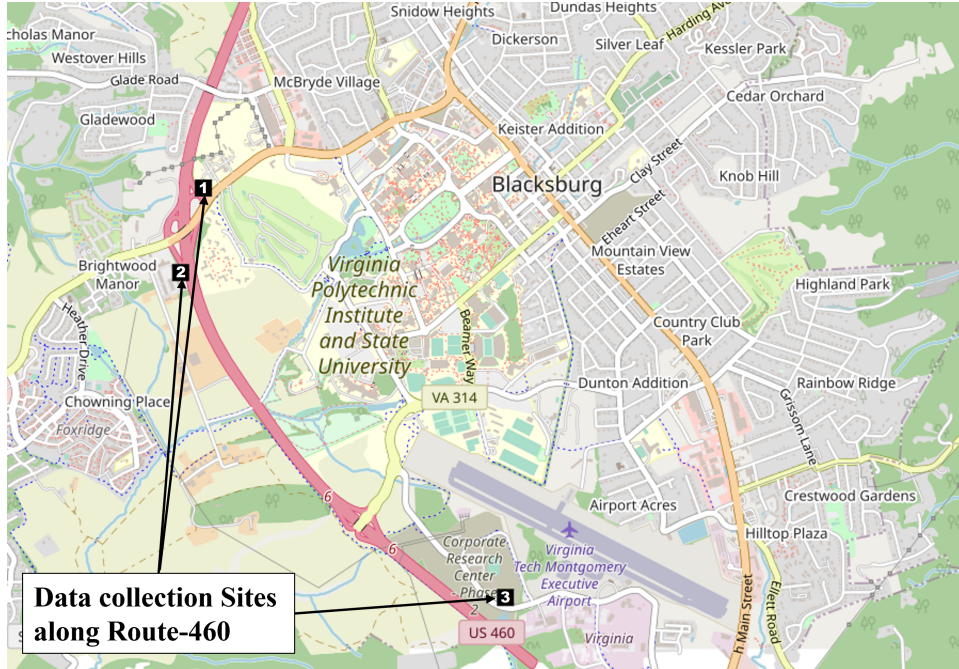 Snidow Heights
Dundas Heights
Harding Avenue
cholas Manor
Dickerson
Silver Leaf
Kessler Park
Westover Hills
Glade Road
McBryde Village
Cedar Orchard
Gladewood
Keister Addition
Clay Street
1
Blacksburg
Knob Hill
Eheart Street
Brightwood
Manor
2
Virginia
Polytechnic
Institute
and State
University
Mountain View
Estates
Highland Park
Heather Drive
Beamer Way
Country Club
Park
Chowning Place
VA 314
Dunton Addition
Rainbow Ridge
Foxridge
Grissom Lane
6
Airport Acres
Crestwood Gardens
6
Corporate
Research
Center
- Phase
2
Virginia
Tech Montgomery
Executive
Airport
Hilltop Plaza
Data collection Sites
along Route-460
3
US 460
Virginia
h Main Street
Ellett Road
S